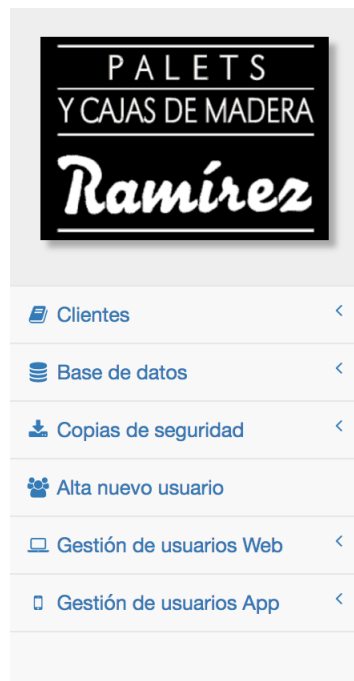 PALETS
Y CAJAS DE MADERA
Ramírez
Clientes
Base de datos
Copias de seguridad
Alta nuevo usuario
Gestión de usuarios Web
Gestión de usuarios App